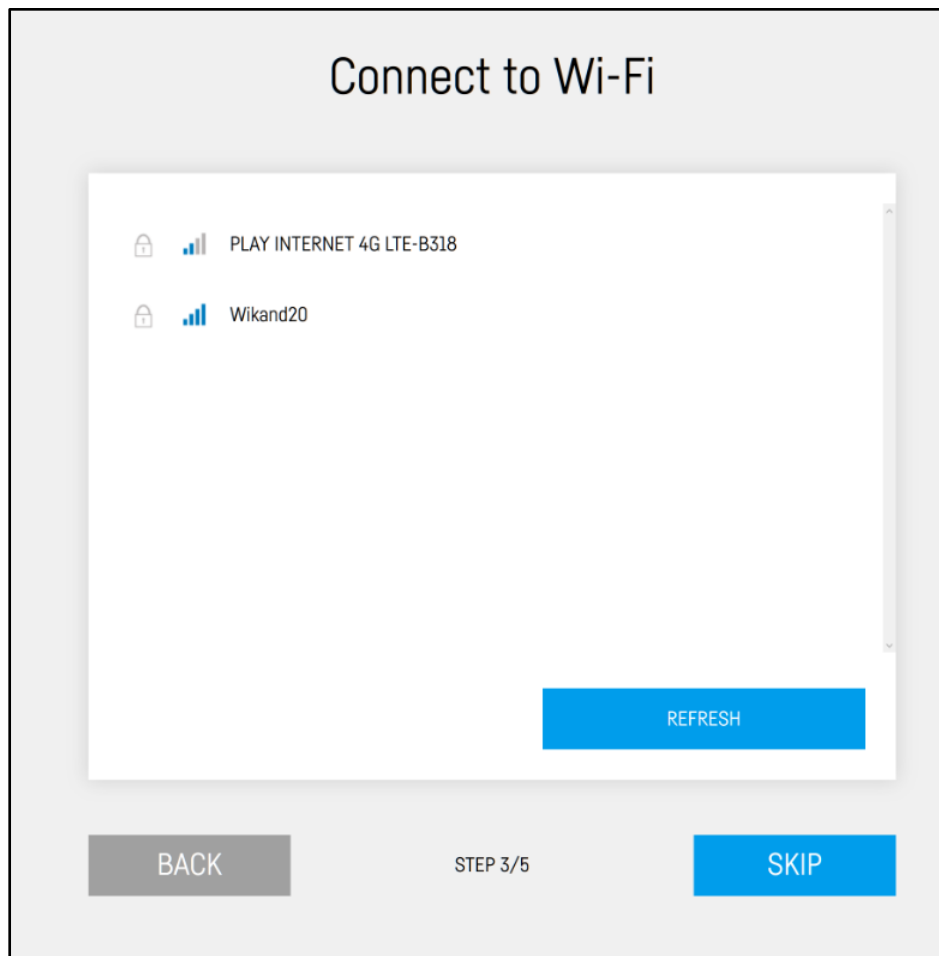 Connect to Wi-Fi
PLAY INTERNET 4G LTE-B318
Wikand20
REFRESH
BACK
STEP 3/5
SKIP